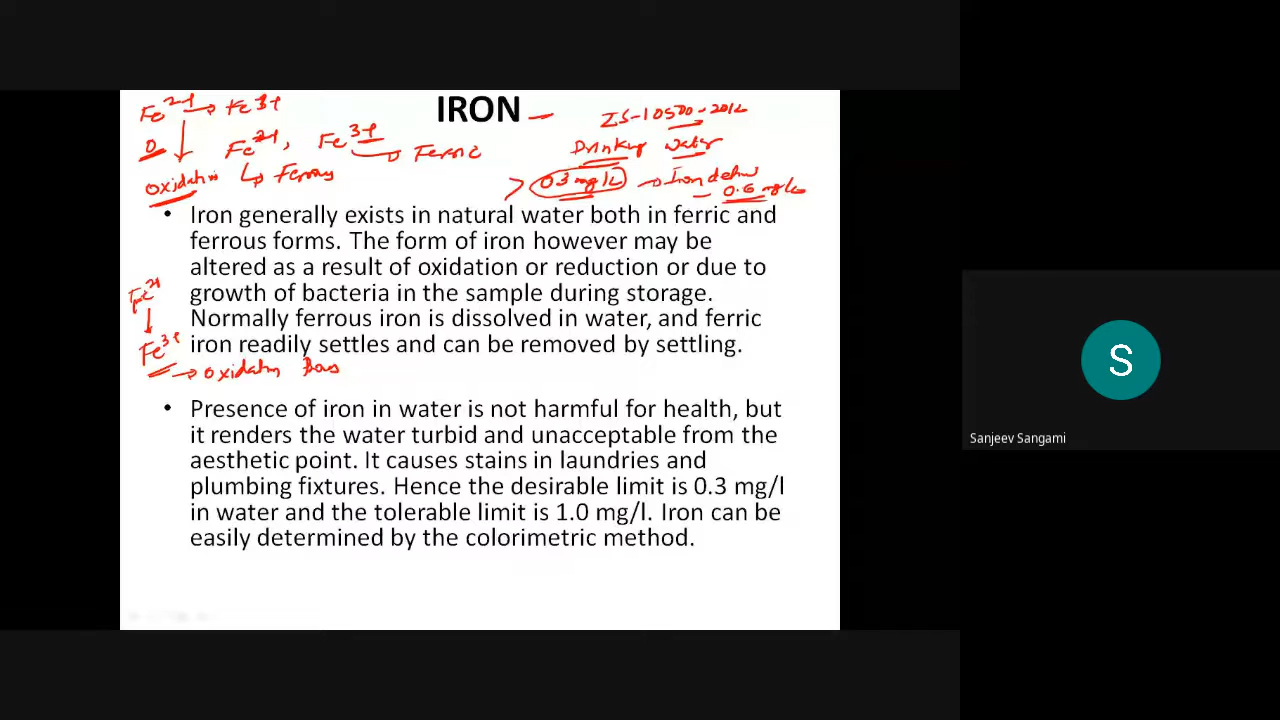 Fe2+ → Fe3+
IRON -
IS-10500-2012
O
Fe2+, Fe3+
→ Ferric
Drinking water
oxidation
↳ Ferrous
> 0.3 mg/L → Iron
0.6 mg/L
• Iron generally exists in natural water both in ferric and
ferrous forms. The form of iron however may be
altered as a result of oxidation or reduction or due to
growth of bacteria in the sample during storage.
Normally ferrous iron is dissolved in water, and ferric
iron readily settles and can be removed by settling.
Fe2+
↓
Fe3+
→ oxidation
• Presence of iron in water is not harmful for health, but
it renders the water turbid and unacceptable from the
aesthetic point. It causes stains in laundries and
plumbing fixtures. Hence the desirable limit is 0.3 mg/l
in water and the tolerable limit is 1.0 mg/l. Iron can be
easily determined by the colorimetric method.
S
Sanjeev Sangami